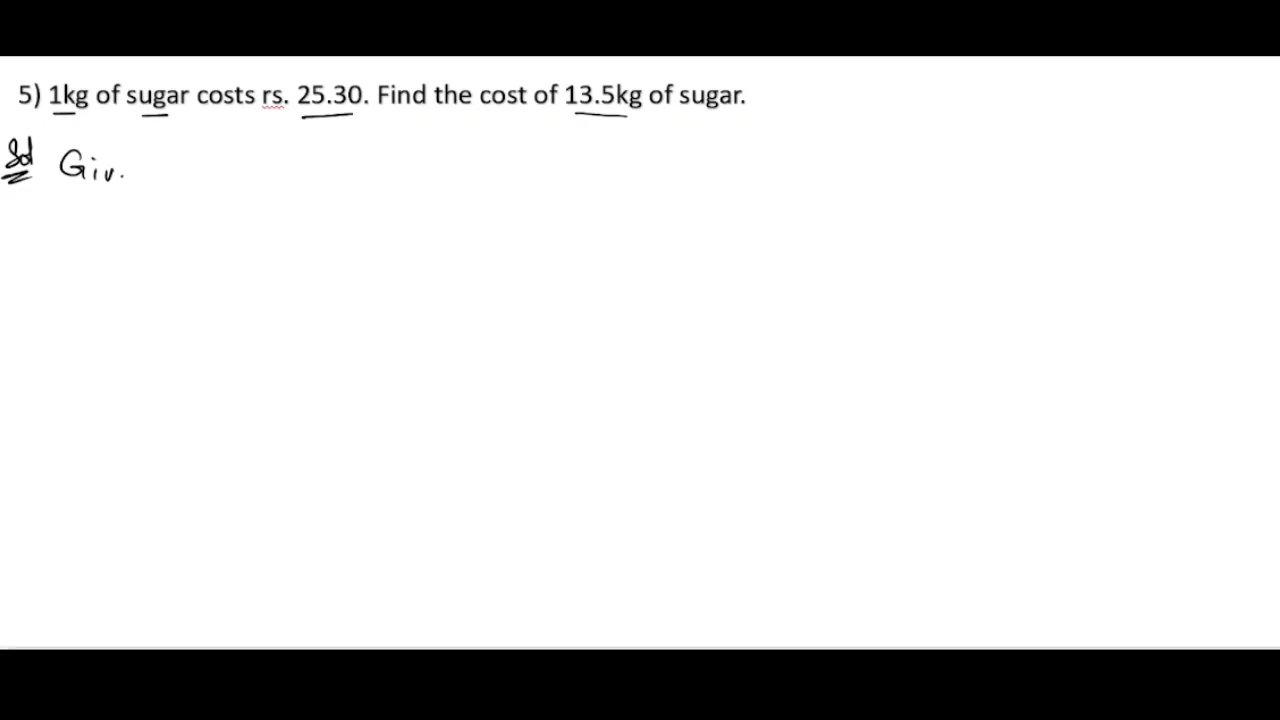 5) 1kg of sugar costs rs. 25.30. Find the cost of 13.5kg of sugar.
Sol Giv.